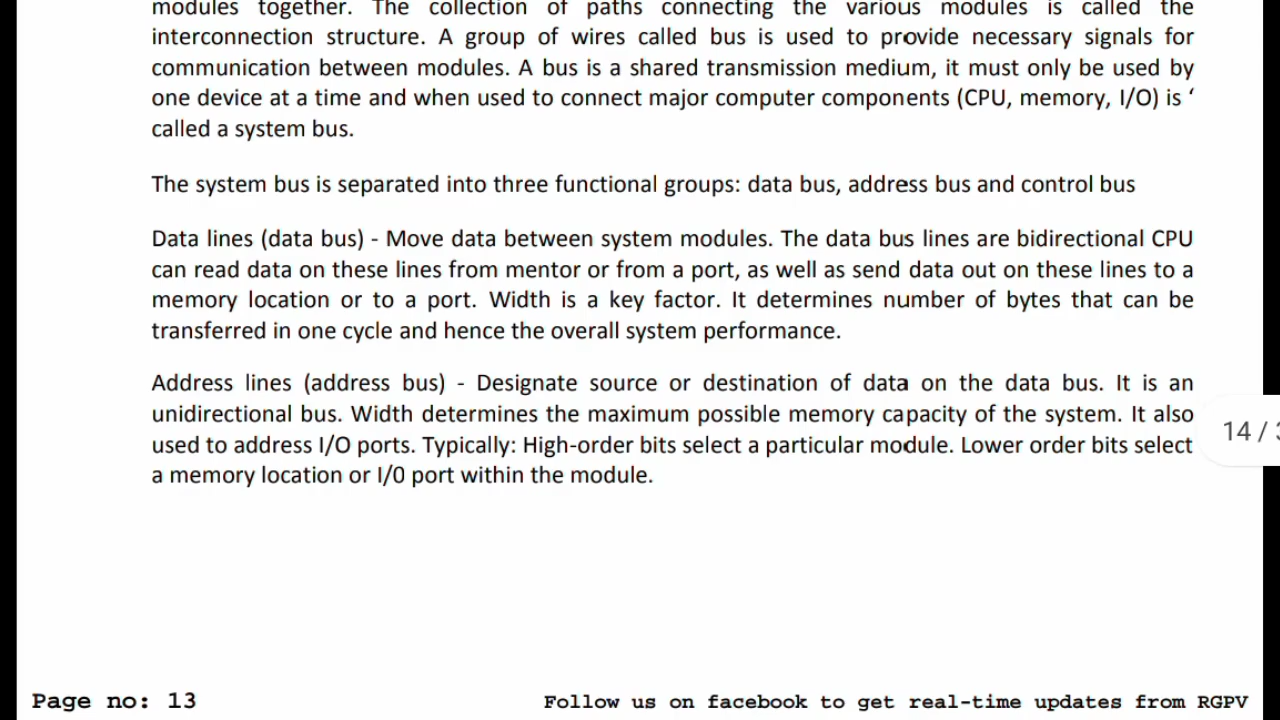 modules together. The collection of paths connecting the various modules is called the
interconnection structure. A group of wires called bus is used to provide necessary signals for
communication between modules. A bus is a shared transmission medium, it must only be used by
one device at a time and when used to connect major computer components (CPU, memory, I/O) is ‘
called a system bus.
The system bus is separated into three functional groups: data bus, address bus and control bus
Data lines (data bus) - Move data between system modules. The data bus lines are bidirectional CPU
can read data on these lines from mentor or from a port, as well as send data out on these lines to a
memory location or to a port. Width is a key factor. It determines number of bytes that can be
transferred in one cycle and hence the overall system performance.
Address lines (address bus) - Designate source or destination of data on the data bus. It is an
unidirectional bus. Width determines the maximum possible memory capacity of the system. It also
used to address I/O ports. Typically: High-order bits select a particular module. Lower order bits select
a memory location or I/0 port within the module.
14 /
Page no: 13
Follow us on facebook to get real-time updates from RGPV